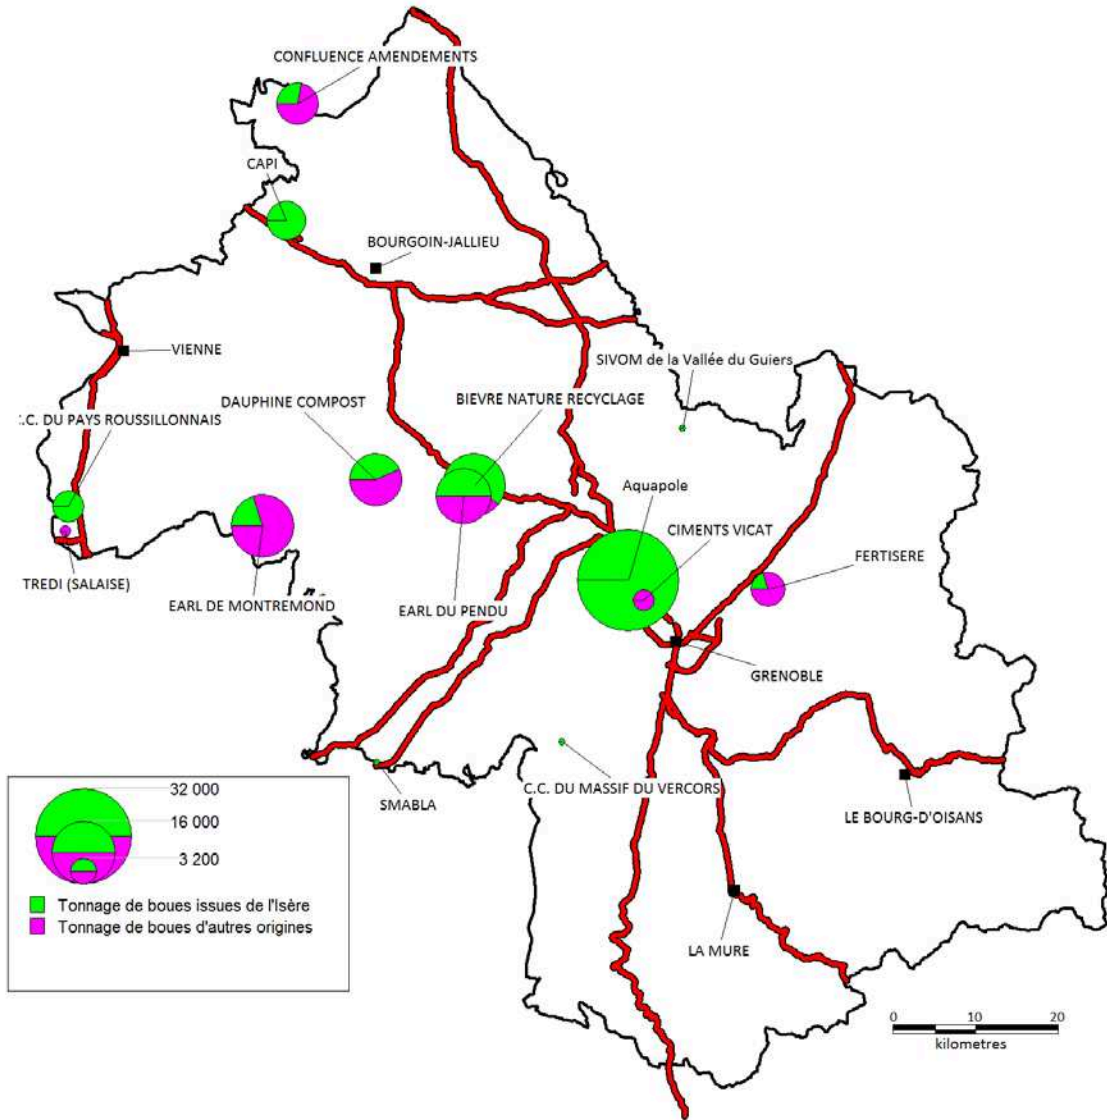 CONFLUENCE AMENDEMENTS
CAPI
BOURGOIN-JALLIEU
VIENNE
SIVOM de la Vallée du Guiers
DAUPHINE COMPOST
BIEVRE NATURE RECYCLAGE
.C. DU PAYS ROUSSILLONNAIS
Aquapole
CIMENTS VICAT
FERTISERE
TREDI (SALAISE)
EARL DE MONTREMOND
EARL DU PENDU
GRENOBLE
SMABLA
C.C. DU MASSIF DU VERCORS
LE BOURG-D'OISANS
LA MURE
32 000
16 000
3 200
Tonnage de boues issues de l'Isère
Tonnage de boues d'autres origines
0 10 20
kilometres